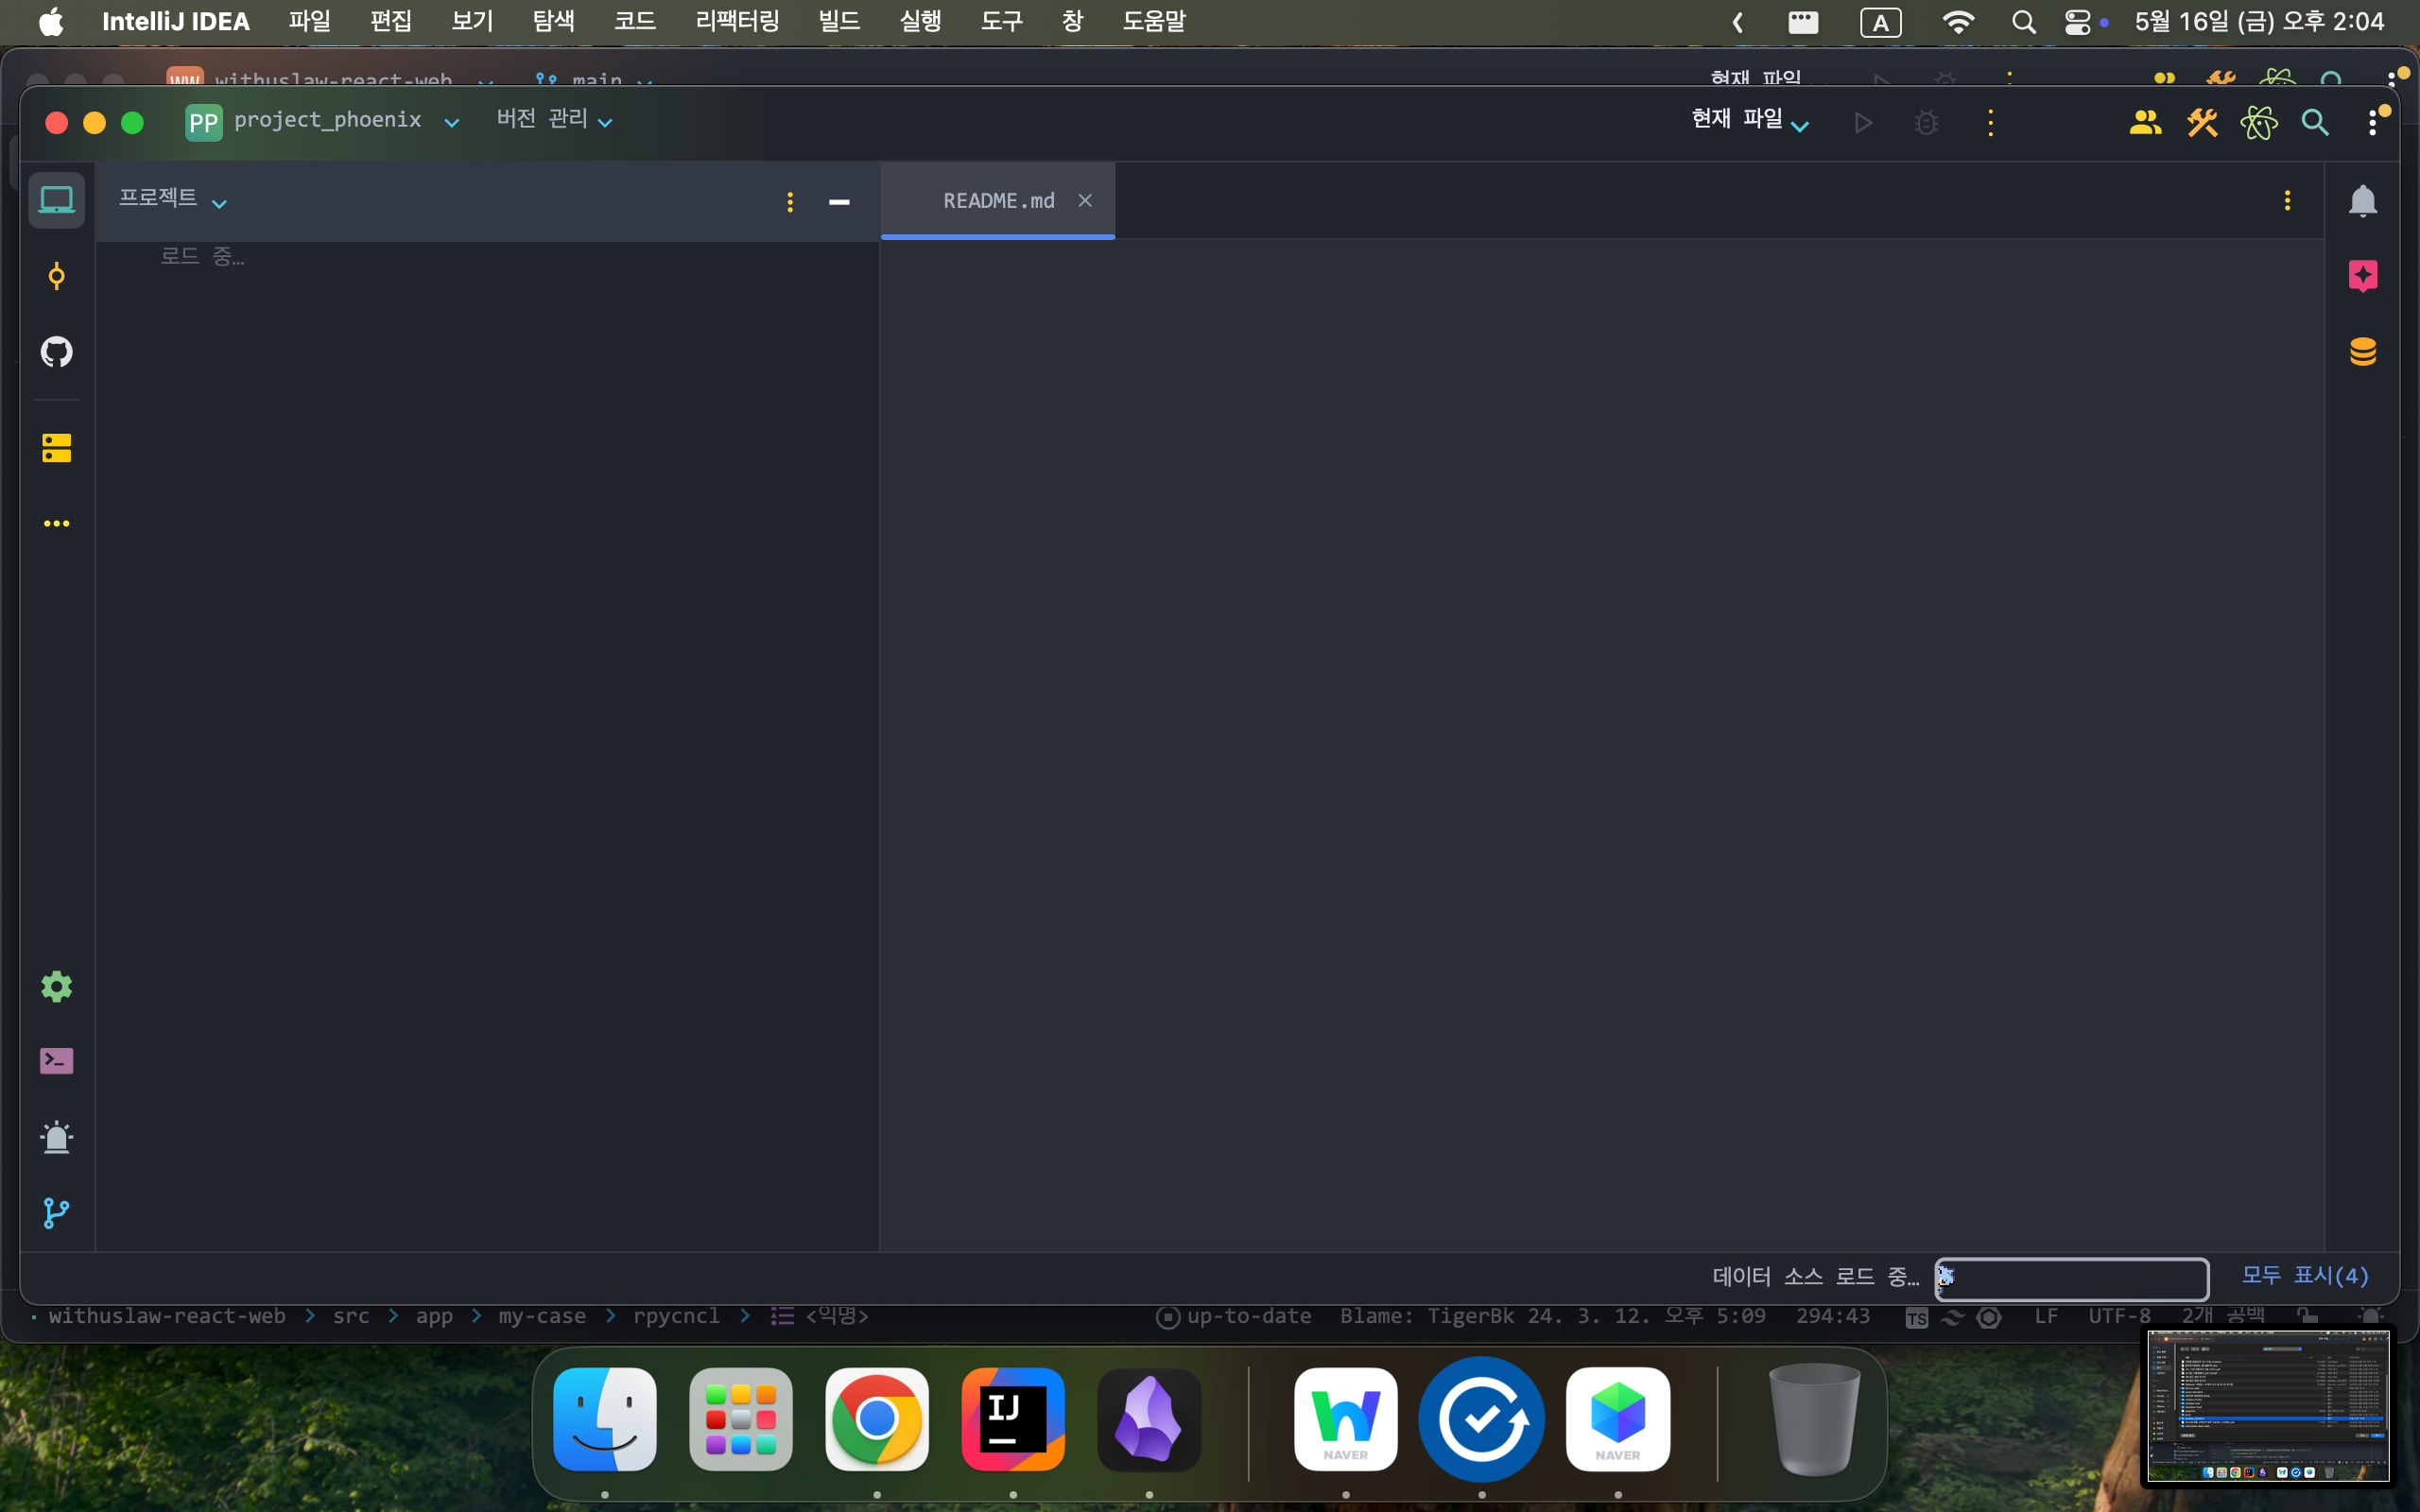 IntelliJ IDEA 파일 편집 보기 탐색 코드 리팩터링 빌드 실행 도구 창 도움말 A 5월 16일 (금) 오후 2:04
WW withuslaw-react-web main 현재 파일
PP project_phoenix 버전 관리 현재 파일
프로젝트 README.md
로드 중...
데이터 소스 로드 중... 모두 표시(4)
withuslaw-react-web src app my-case rpycncl <익명> up-to-date Blame: TigerBk 24. 3. 12. 오후 5:09 294:43 TS LF UTF-8 2개 공백
IJ
NAVER NAVER